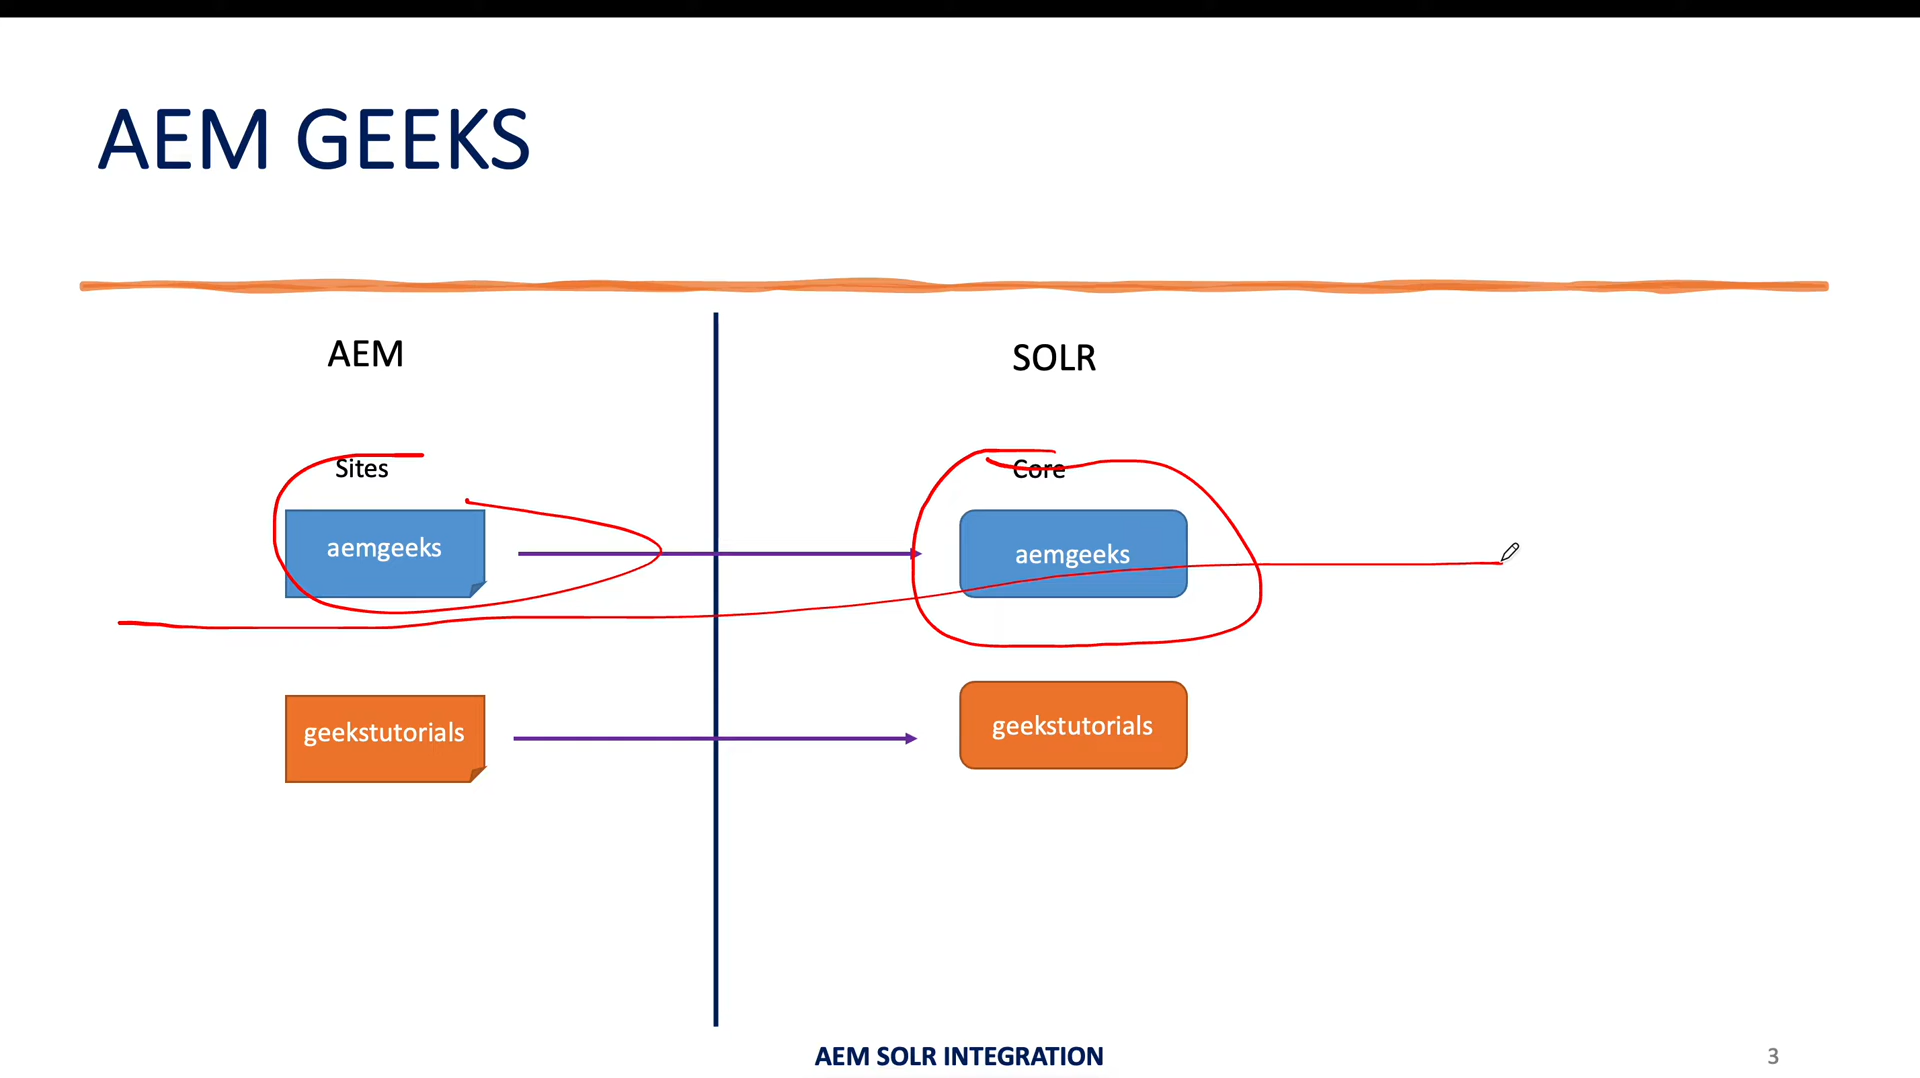 AEM GEEKS
AEM
SOLR
Sites
Core
aemgeeks
aemgeeks
geekstutorials
geekstutorials
AEM SOLR INTEGRATION
3